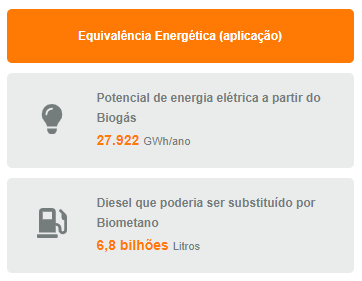 Equivalência Energética (aplicação)
Potencial de energia elétrica a partir do
Biogás
27.922 GWh/ano
Diesel que poderia ser substituído por
Biometano
6,8 bilhões Litros